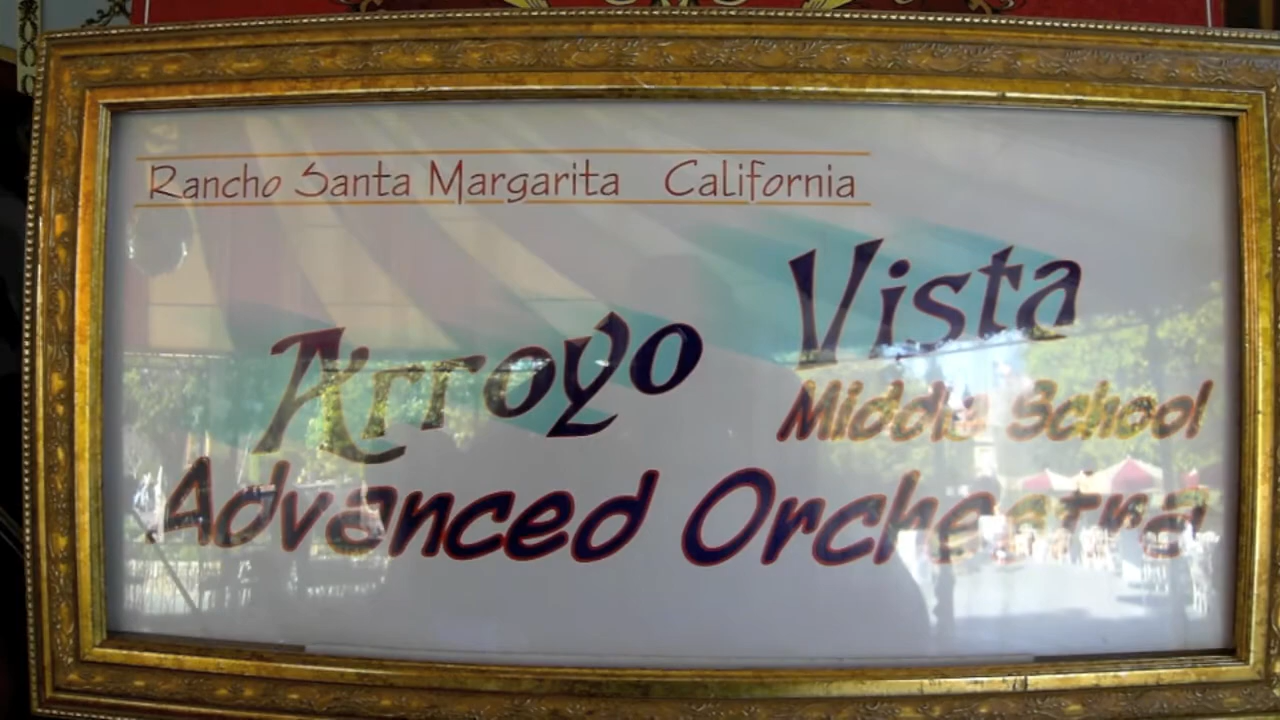 Rancho Santa Margarita California
Arroyo Vista
Middle School
Advanced Orchestra